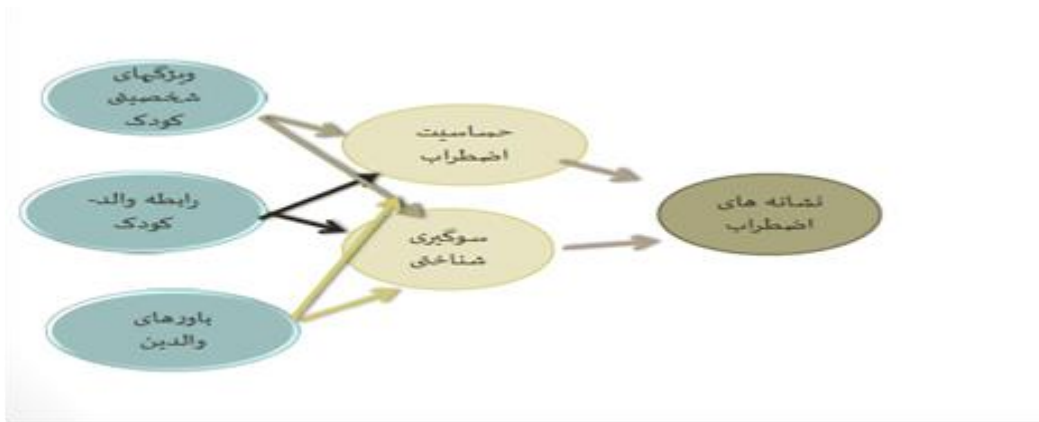 ویژگیهای
شخصیتی
کودک
رابطه والد-
کودک
باورهای
والدین
حساسیت
اضطراب
سوگیری
شناختی
نشانه های
اضطراب